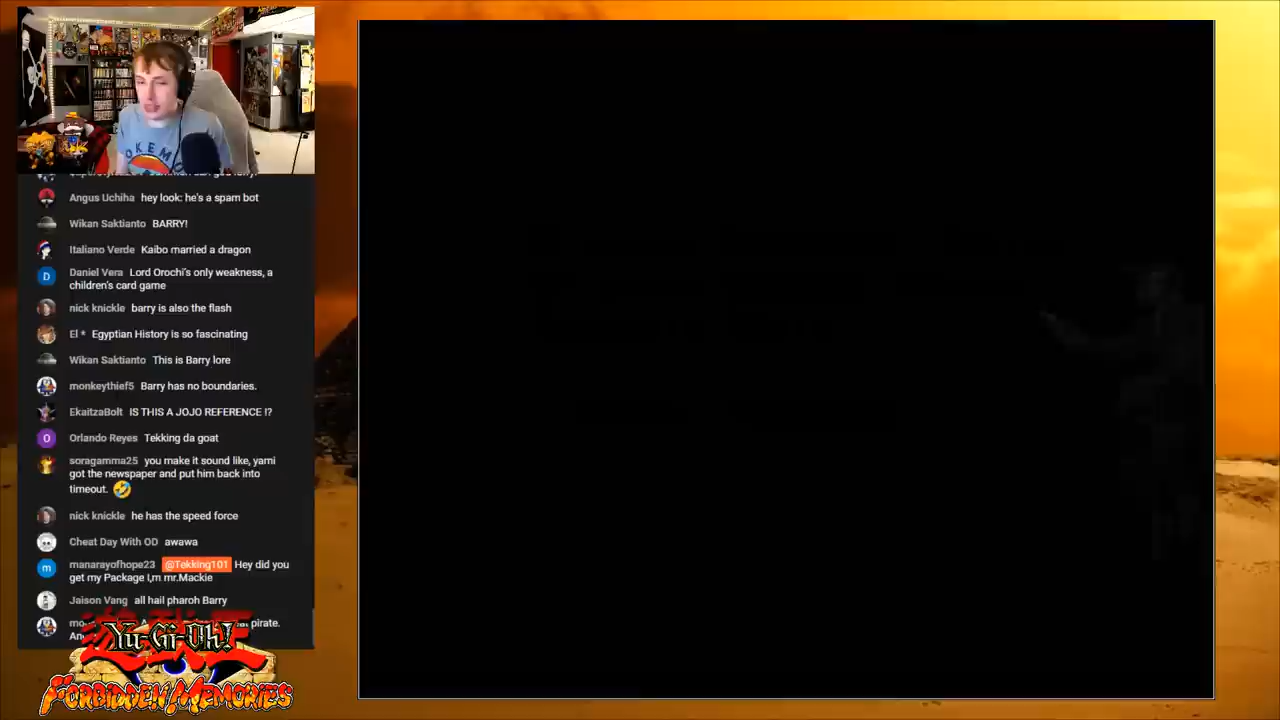 Angus Uchiha hey look: he's a spam bot
Wikan Saktianto BARRY!
Italiano Verde Kaibo married a dragon
Daniel Vera Lord Orochi's only weakness, a
children's card game
nick knickle barry is also the flash
El * Egyptian History is so fascinating
Wikan Saktianto This is Barry lore
monkeythief5 Barry has no boundaries.
EkaitzaBolt IS THIS A JOJO REFERENCE !?
Orlando Reyes Tekking da goat
soragamma25 you make it sound like, yami
got the newspaper and put him back into
timeout. 🤣
nick knickle he has the speed force
Cheat Day With OD awawa
manarayofhope23 @Tekking101 Hey did you
get my Package I,m mr.Mackie
Jaison Vang all hail pharoh Barry
pirate.
Yu-Gi-Oh!
FORBIDDEN MEMORIES